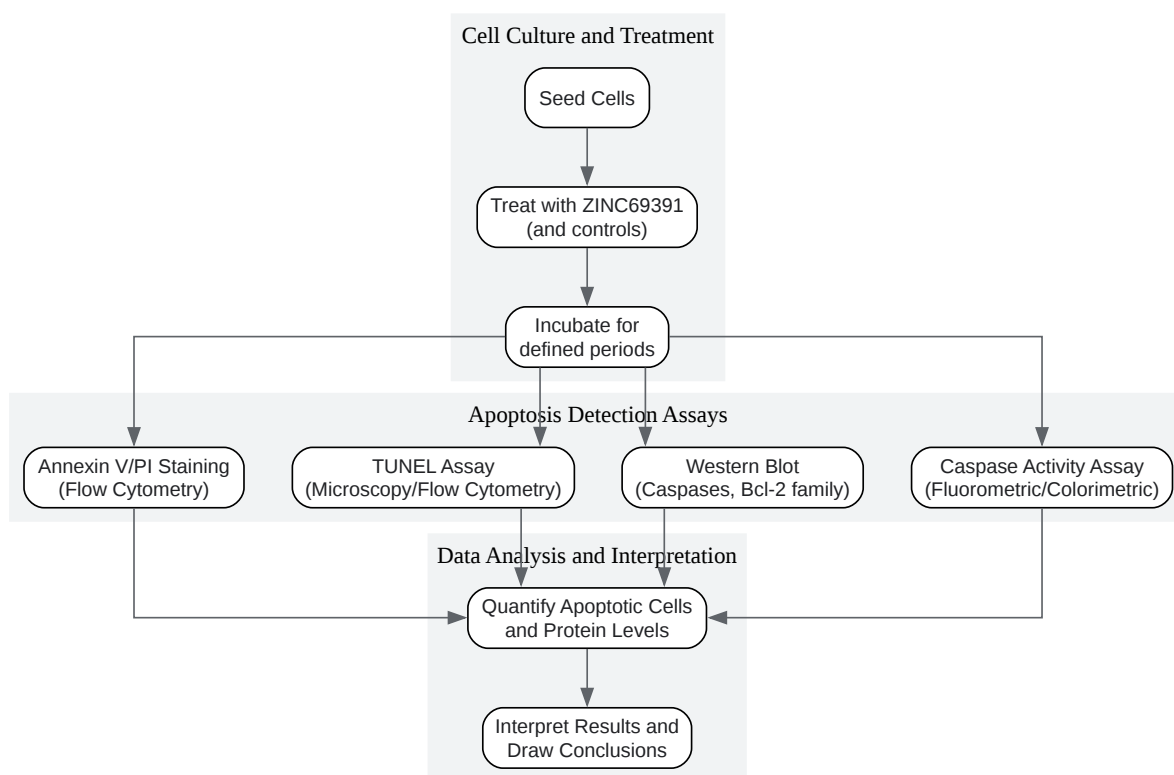 Cell Culture and Treatment
Seed Cells
Treat with ZINC69391
(and controls)
Incubate for
defined periods
Apoptosis Detection Assays
Annexin V/PI Staining
(Flow Cytometry)
TUNEL Assay
(Microscopy/Flow Cytometry)
Western Blot
(Caspases, Bcl-2 family)
Caspase Activity Assay
(Fluorometric/Colorimetric)
Data Analysis and Interpretation
Quantify Apoptotic Cells
and Protein Levels
Interpret Results and
Draw Conclusions